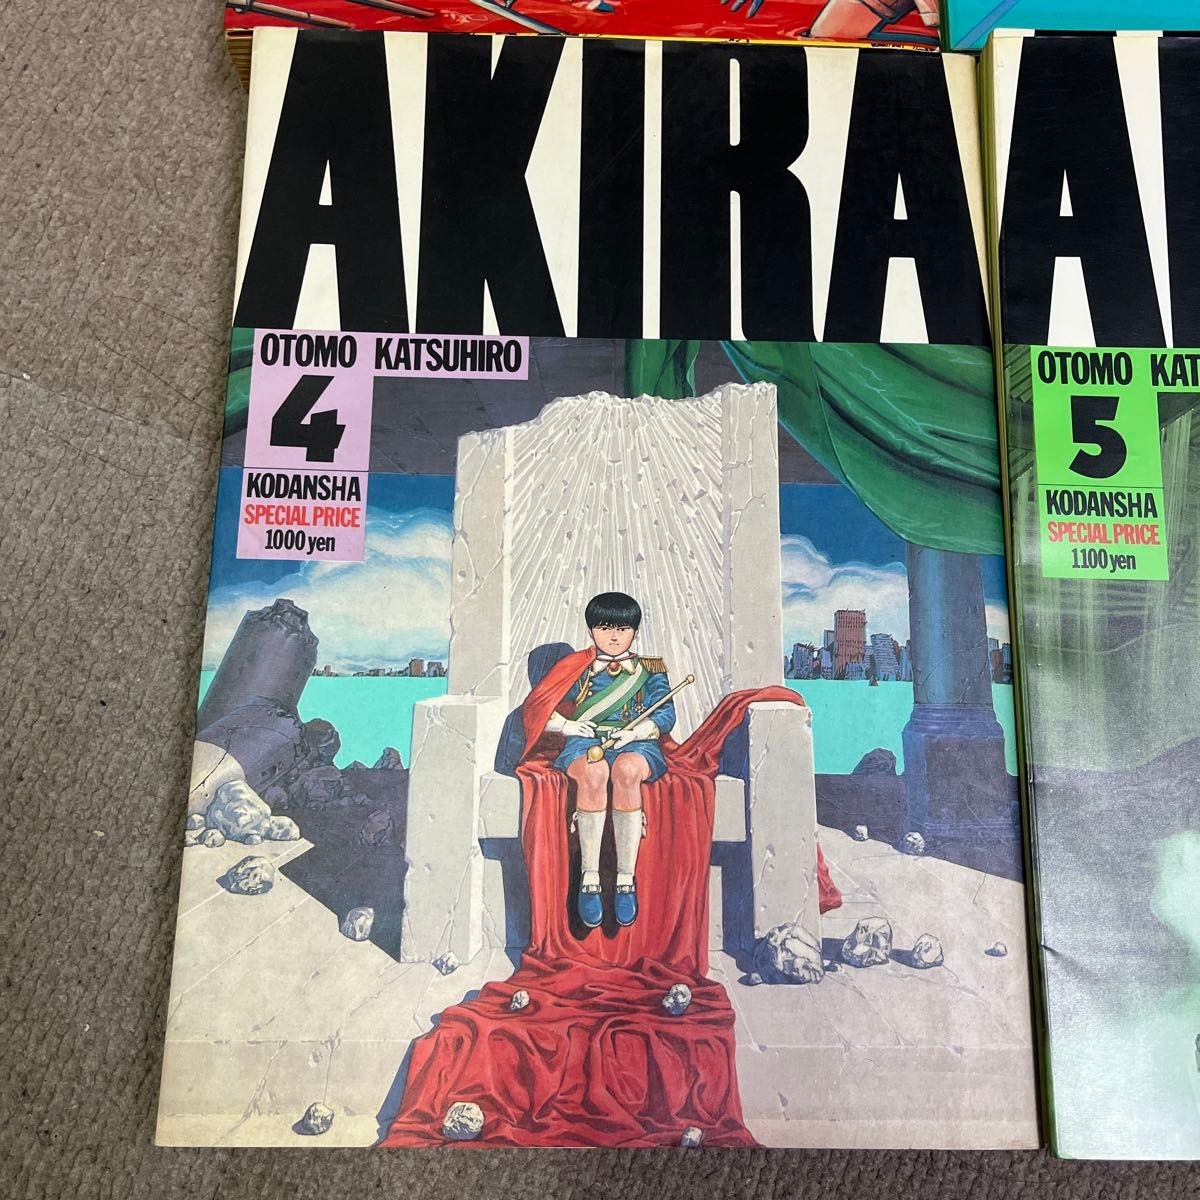 AKIRA
OTOMO KATSUHIRO
4
KODANSHA
SPECIAL PRICE
1000 yen
A
OTOMO KAT
5
KODANSHA
SPECIAL PRICE
1100 yen